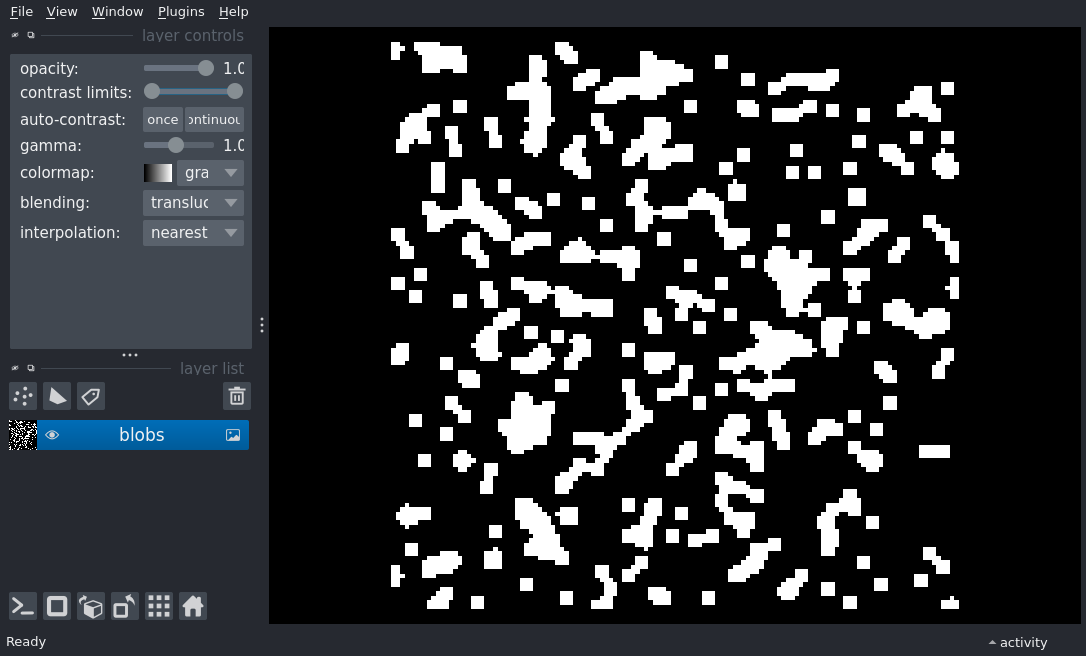 File View Window Plugins Help
layer controls
opacity: 1.0
contrast limits:
auto-contrast: once ontinuou
gamma: 1.0
colormap: gra
blending: transluc
interpolation: nearest
layer list
blobs
Ready activity